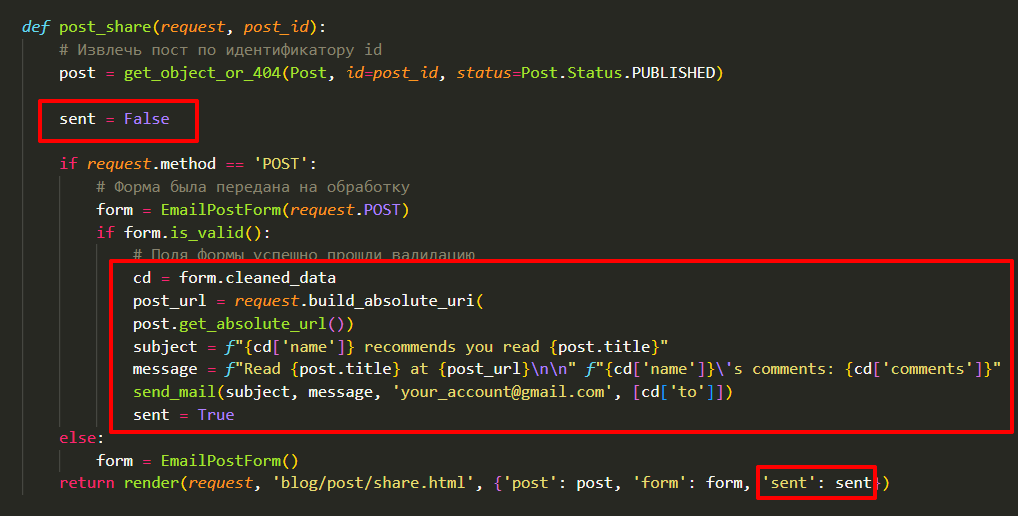 def post_share(request, post_id):
# Извлечь пост по идентификатору id
post = get_object_or_404(Post, id=post_id, status=Post.Status.PUBLISHED)
sent = False
if request.method == 'POST':
# Форма была передана на обработку
form = EmailPostForm(request.POST)
if form.is_valid():
# Поля формы успешно прошли валидацию
cd = form.cleaned_data
post_url = request.build_absolute_uri(
post.get_absolute_url())
subject = f"{cd['name']} recommends you read {post.title}"
message = f"Read {post.title} at {post_url}\n\n" f"{cd['name']}\'s comments: {cd['comments']}"
send_mail(subject, message, 'your_account@gmail.com', [cd['to']])
sent = True
else:
form = EmailPostForm()
return render(request, 'blog/post/share.html', {'post': post, 'form': form, 'sent': sent})